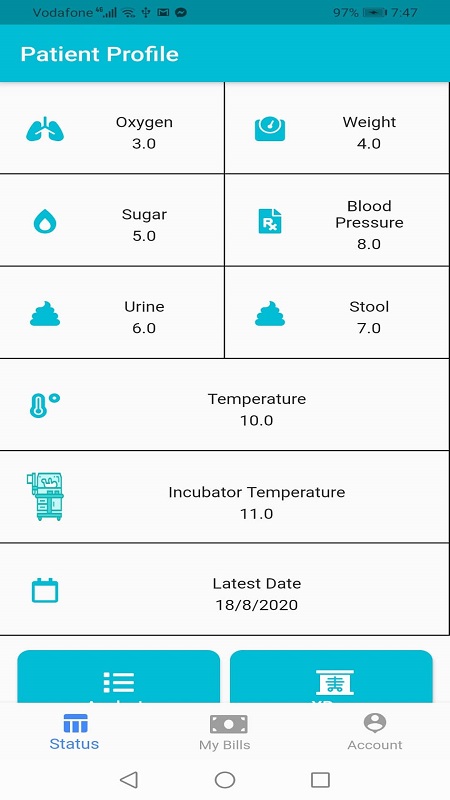 Vodafone 97% 7:47
Patient Profile
Oxygen
3.0
Weight
4.0
Sugar
5.0
Blood
Pressure
8.0
Urine
6.0
Stool
7.0
Temperature
10.0
Incubator Temperature
11.0
Latest Date
18/8/2020
Status
My Bills
Account